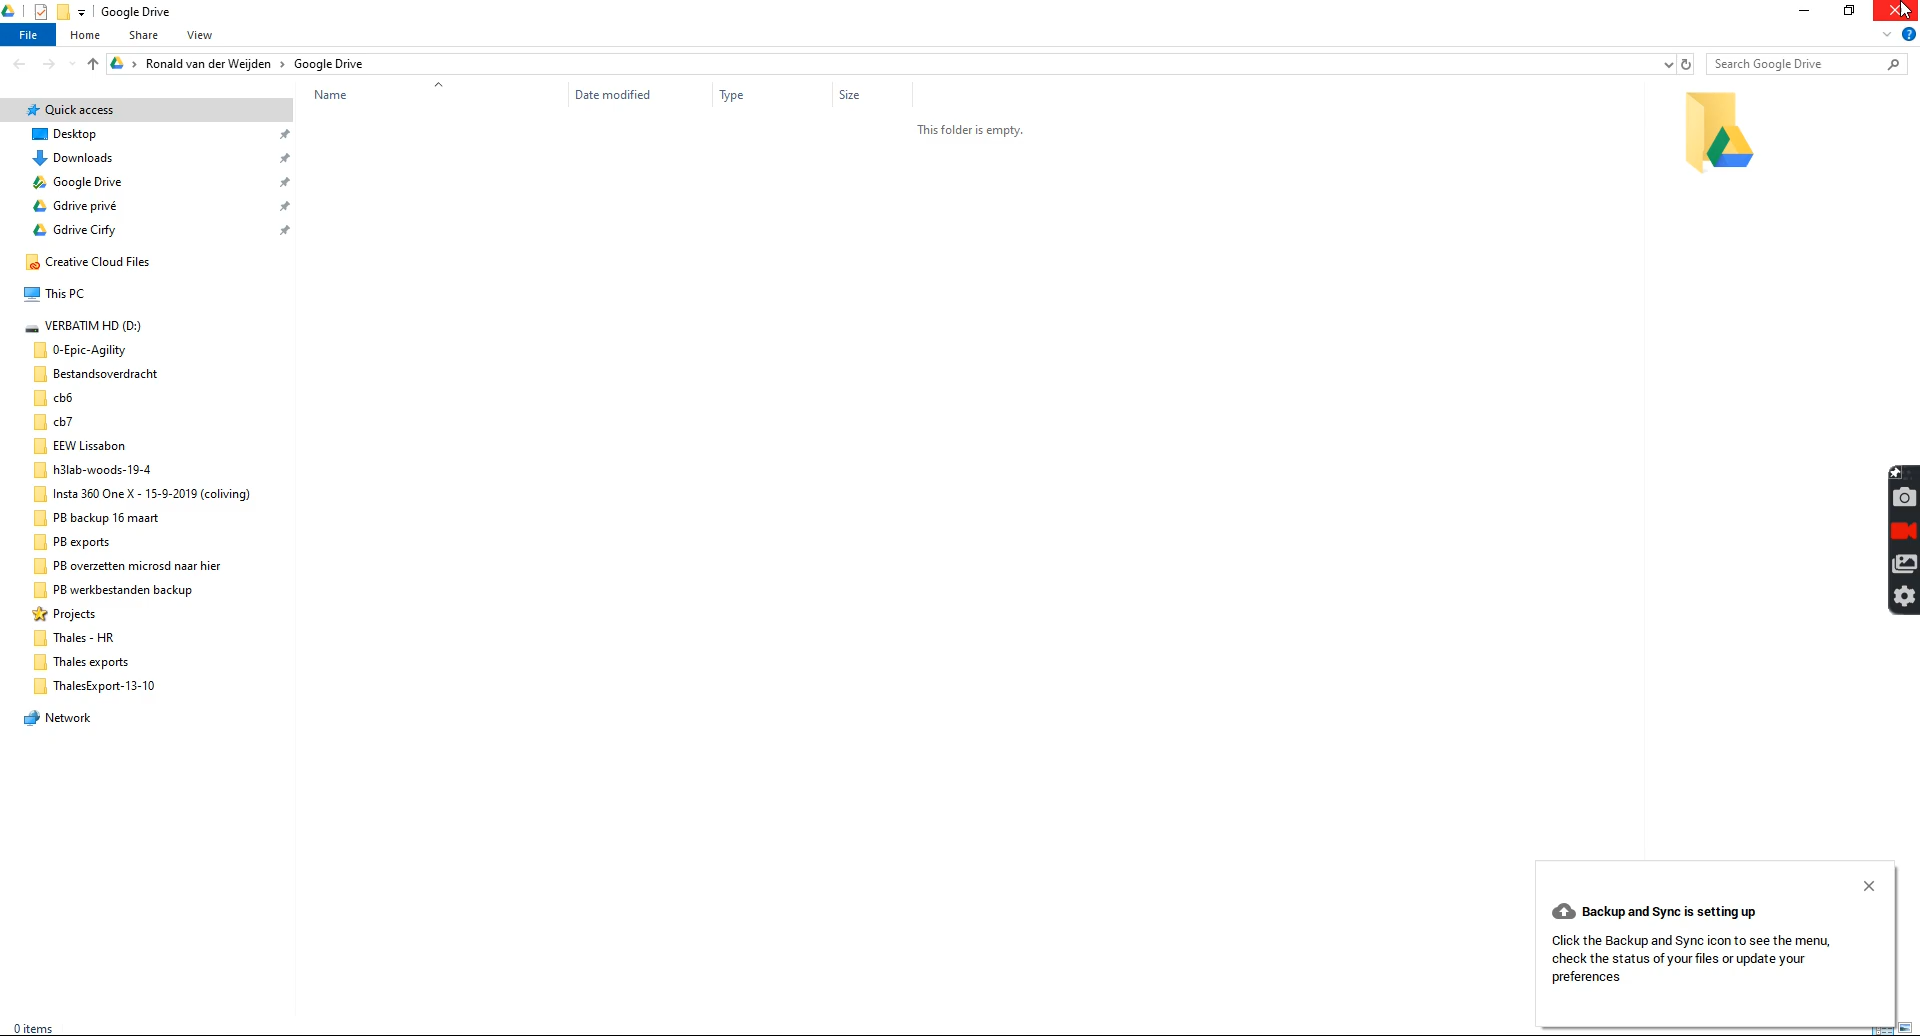 Google Drive
File Home Share View
Ronald van der Weijden › Google Drive
Search Google Drive
Name Date modified Type Size
This folder is empty.
Quick access
Desktop
Downloads
Google Drive
Gdrive privé
Gdrive Cirfy
Creative Cloud Files
This PC
VERBATIM HD (D:)
0-Epic-Agility
Bestandsoverdracht
cb6
cb7
EEW Lissabon
h3lab-woods-19-4
Insta 360 One X - 15-9-2019 (coliving)
PB backup 16 maart
PB exports
PB overzetten microsd naar hier
PB werkbestanden backup
Projects
Thales - HR
Thales exports
ThalesExport-13-10
Network
Backup and Sync is setting up
Click the Backup and Sync icon to see the menu,
check the status of your files or update your
preferences
0 items